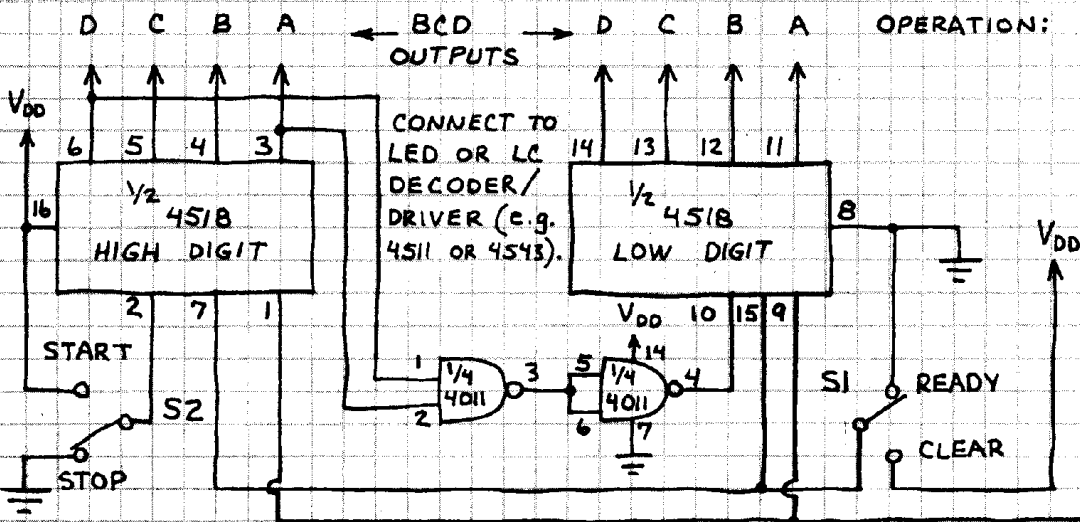 D C B A ← BCD → D C B A OPERATION:
OUTPUTS
VDD
6 5 4 3
CONNECT TO
LED OR LC
DECODER/
DRIVER (e.g.
4511 OR 4543).
14 13 12 11
16
1/2
4518
HIGH DIGIT
1/2
4518
LOW DIGIT
8
VDD
2 7 1
VDD
10 15 9
START
S2
STOP
1
2
1/4
4011
3
5
6
14
1/4
4011
4
7
S1
READY
CLEAR